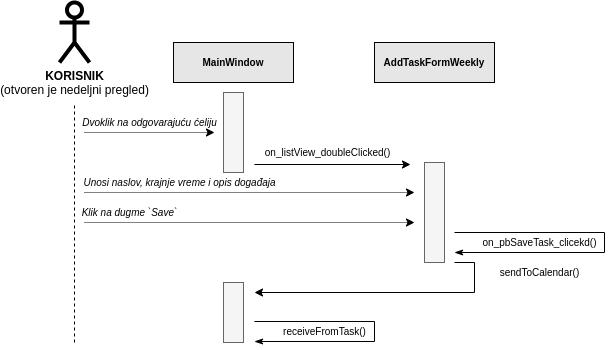 MainWindow
AddTaskFormWeekly
KORISNIK
(otvoren je nedeljni pregled)
Dvoklik na odgovarajuću ćeliju
on_listView_doubleClicked()
Unosi naslov, krajnje vreme i opis događaja
Klik na dugme `Save`
on_pbSaveTask_clicekd()
sendToCalendar()
receiveFromTask()